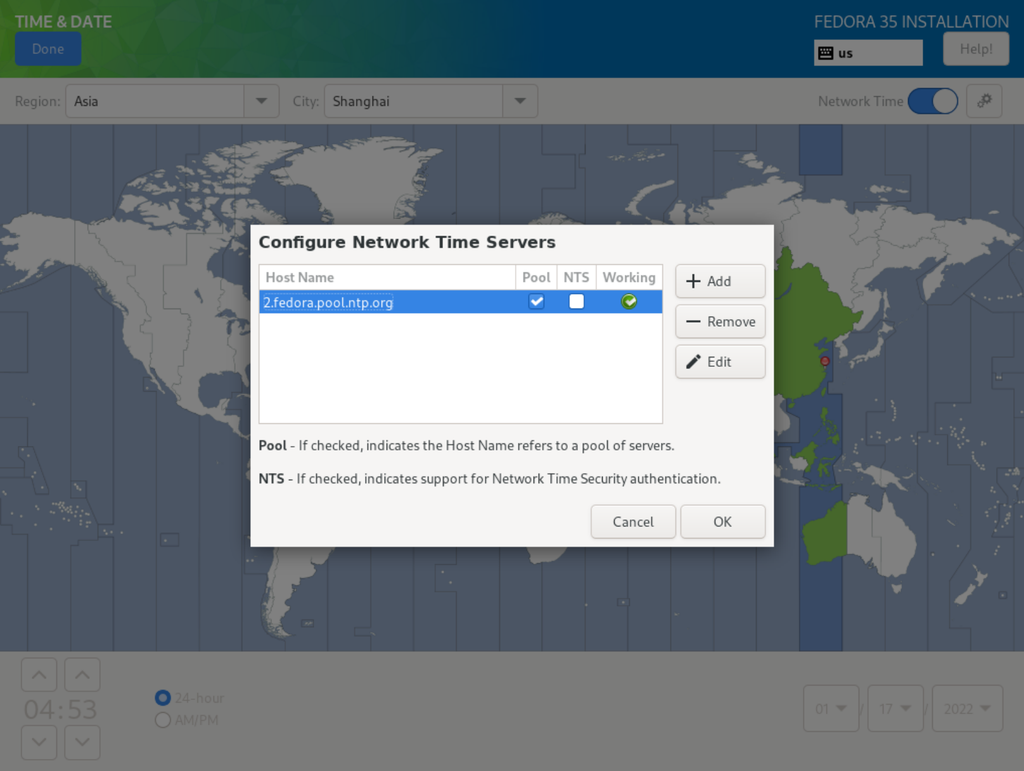 TIME & DATE
FEDORA 35 INSTALLATION
Done
us
Help!
Region:
Asia
City:
Shanghai
Network Time
Configure Network Time Servers
Host Name
Pool
NTS
Working
2.fedora.pool.ntp.org
Add
Remove
Edit
Pool - If checked, indicates the Host Name refers to a pool of servers.
NTS - If checked, indicates support for Network Time Security authentication.
Cancel
OK
04:53
24-hour
AM/PM
01 / 17 / 2022